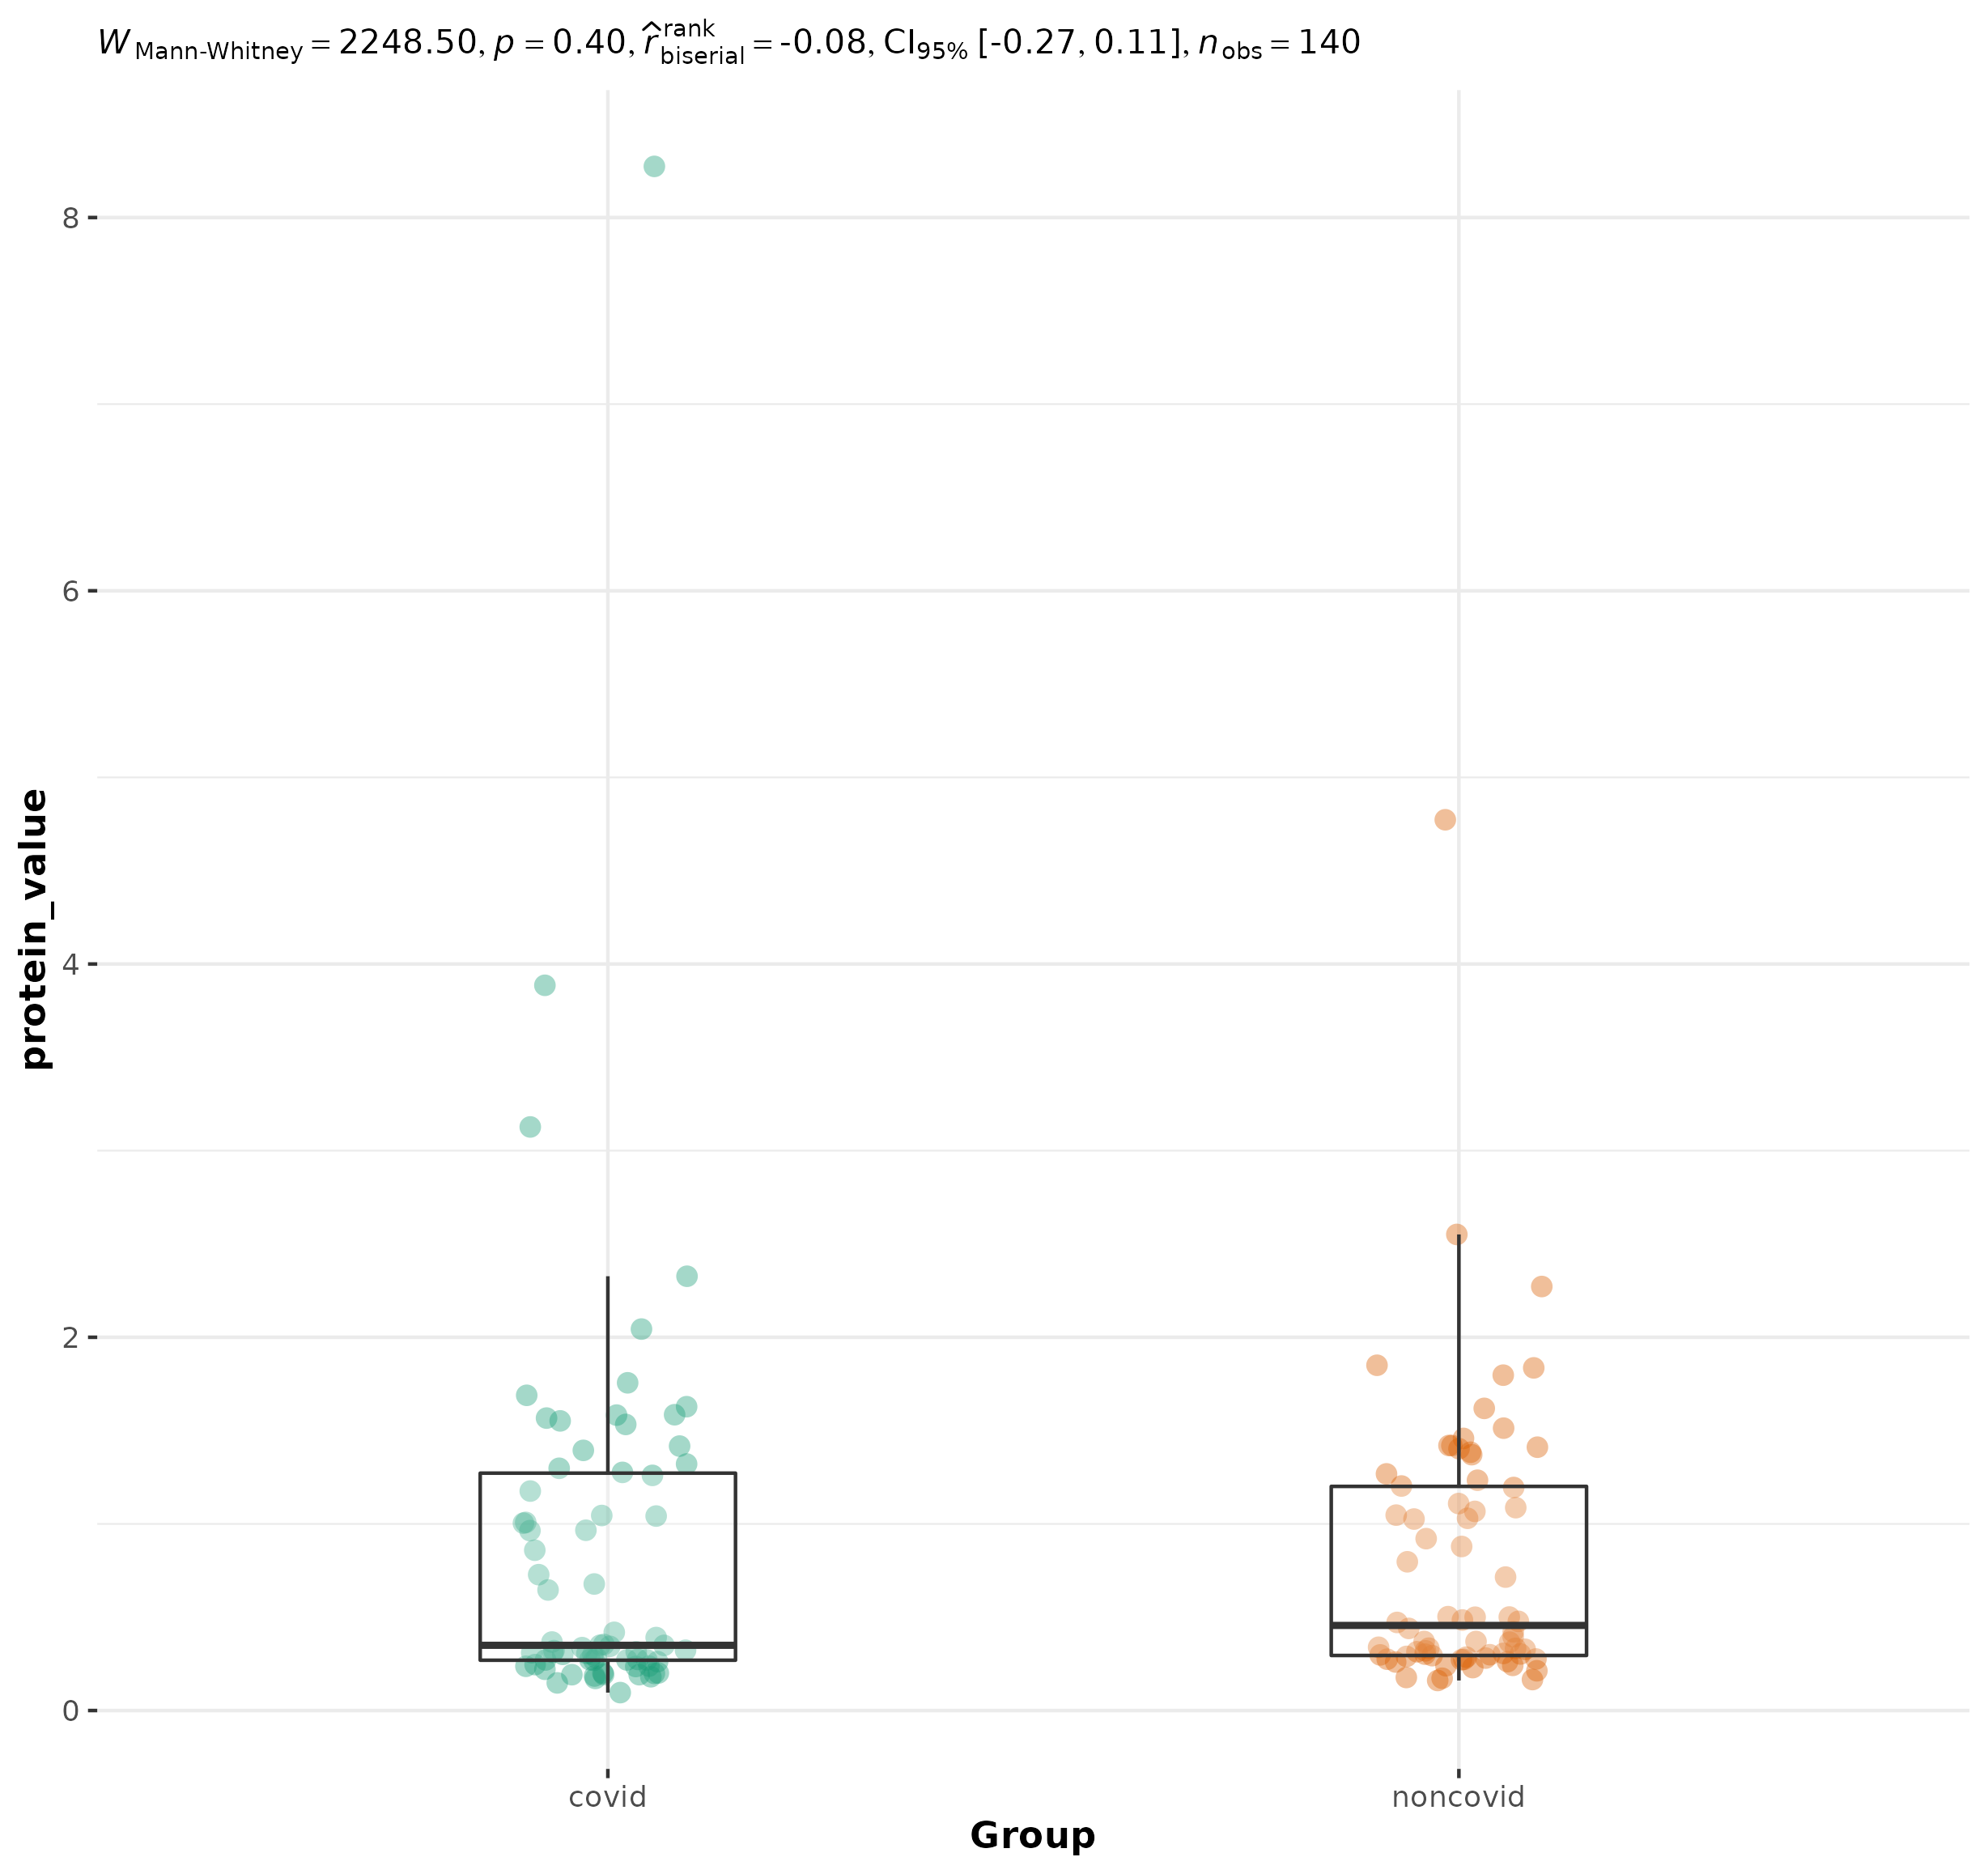 W Mann-Whitney = 2248.50, p = 0.40, r̂ rank biserial = -0.08, CI95% [-0.27, 0.11], nobs = 140
protein_value
8
6
4
2
0
covid noncovid
Group